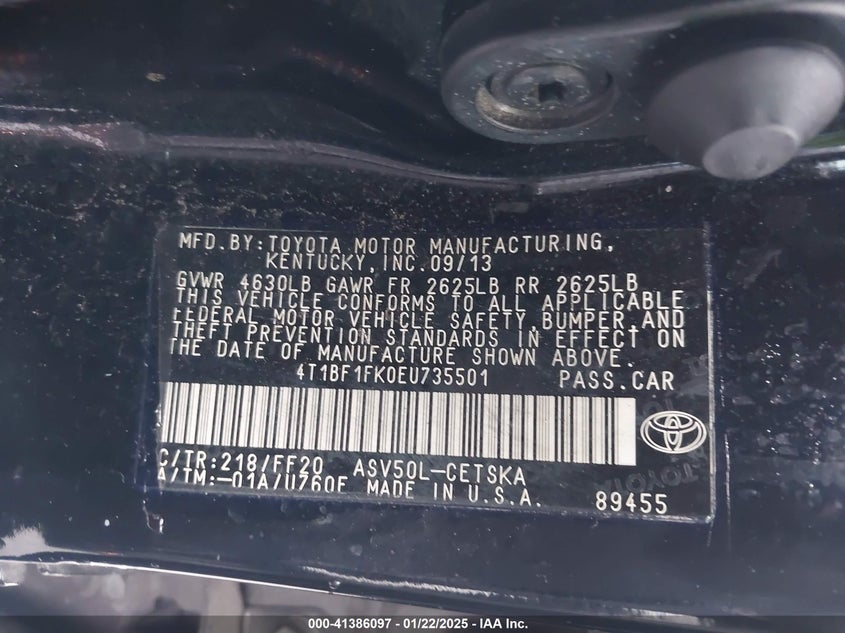 MFD.BY:TOYOTA MOTOR MANUFACTURING,
KENTUCKY,INC.09/13
GVWR 4630LB GAWR FR 2625LB RR 2625LB
THIS VEHICLE CONFORMS TO ALL APPLICABLE
FEDERAL MOTOR VEHICLE SAFETY,BUMPER,AND
THEFT PREVENTION STANDARDS IN EFFECT ON
THE DATE OF MANUFACTURE SHOWN ABOVE.
4T1BF1FK0EU735501 PASS.CAR
C/TR:218/FF20 ASV50L-CETSKA
A/TM:-01A/U760E MADE IN U.S.A.
89455
000-41386097 - 01/22/2025 - IAA Inc.